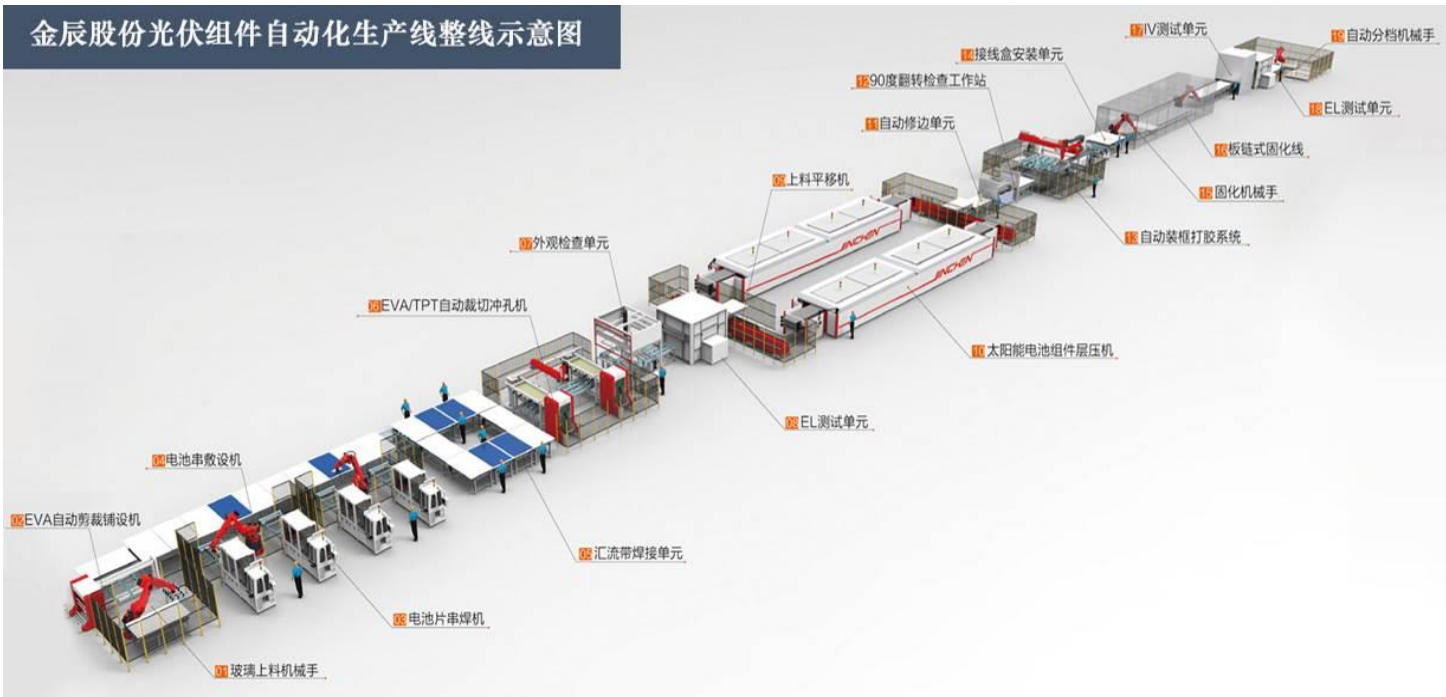 金辰股份光伏组件自动化生产线整线示意图
01玻璃上料机械手
02EVA自动剪裁铺设机
03电池片串焊机
04电池串敷设机
05汇流带焊接单元
06EVA/TPT自动裁切冲孔机
07外观检查单元
08EL测试单元
09上料平移机
10太阳能电池组件层压机
11自动修边单元
1290度翻转检查工作站
13自动装框打胶系统
14接线盒安装单元
15固化机械手
16板链式固化线
17IV测试单元
18EL测试单元
19自动分档机械手
JINCHEN
JINCHEN